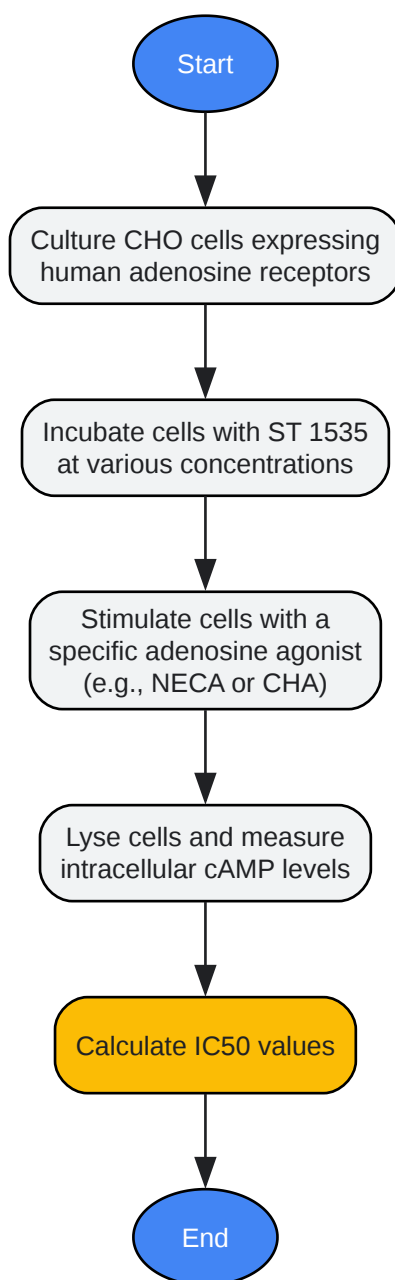 Start
Culture CHO cells expressing
human adenosine receptors
Incubate cells with ST 1535
at various concentrations
Stimulate cells with a
specific adenosine agonist
(e.g., NECA or CHA)
Lyse cells and measure
intracellular cAMP levels
Calculate IC50 values
End